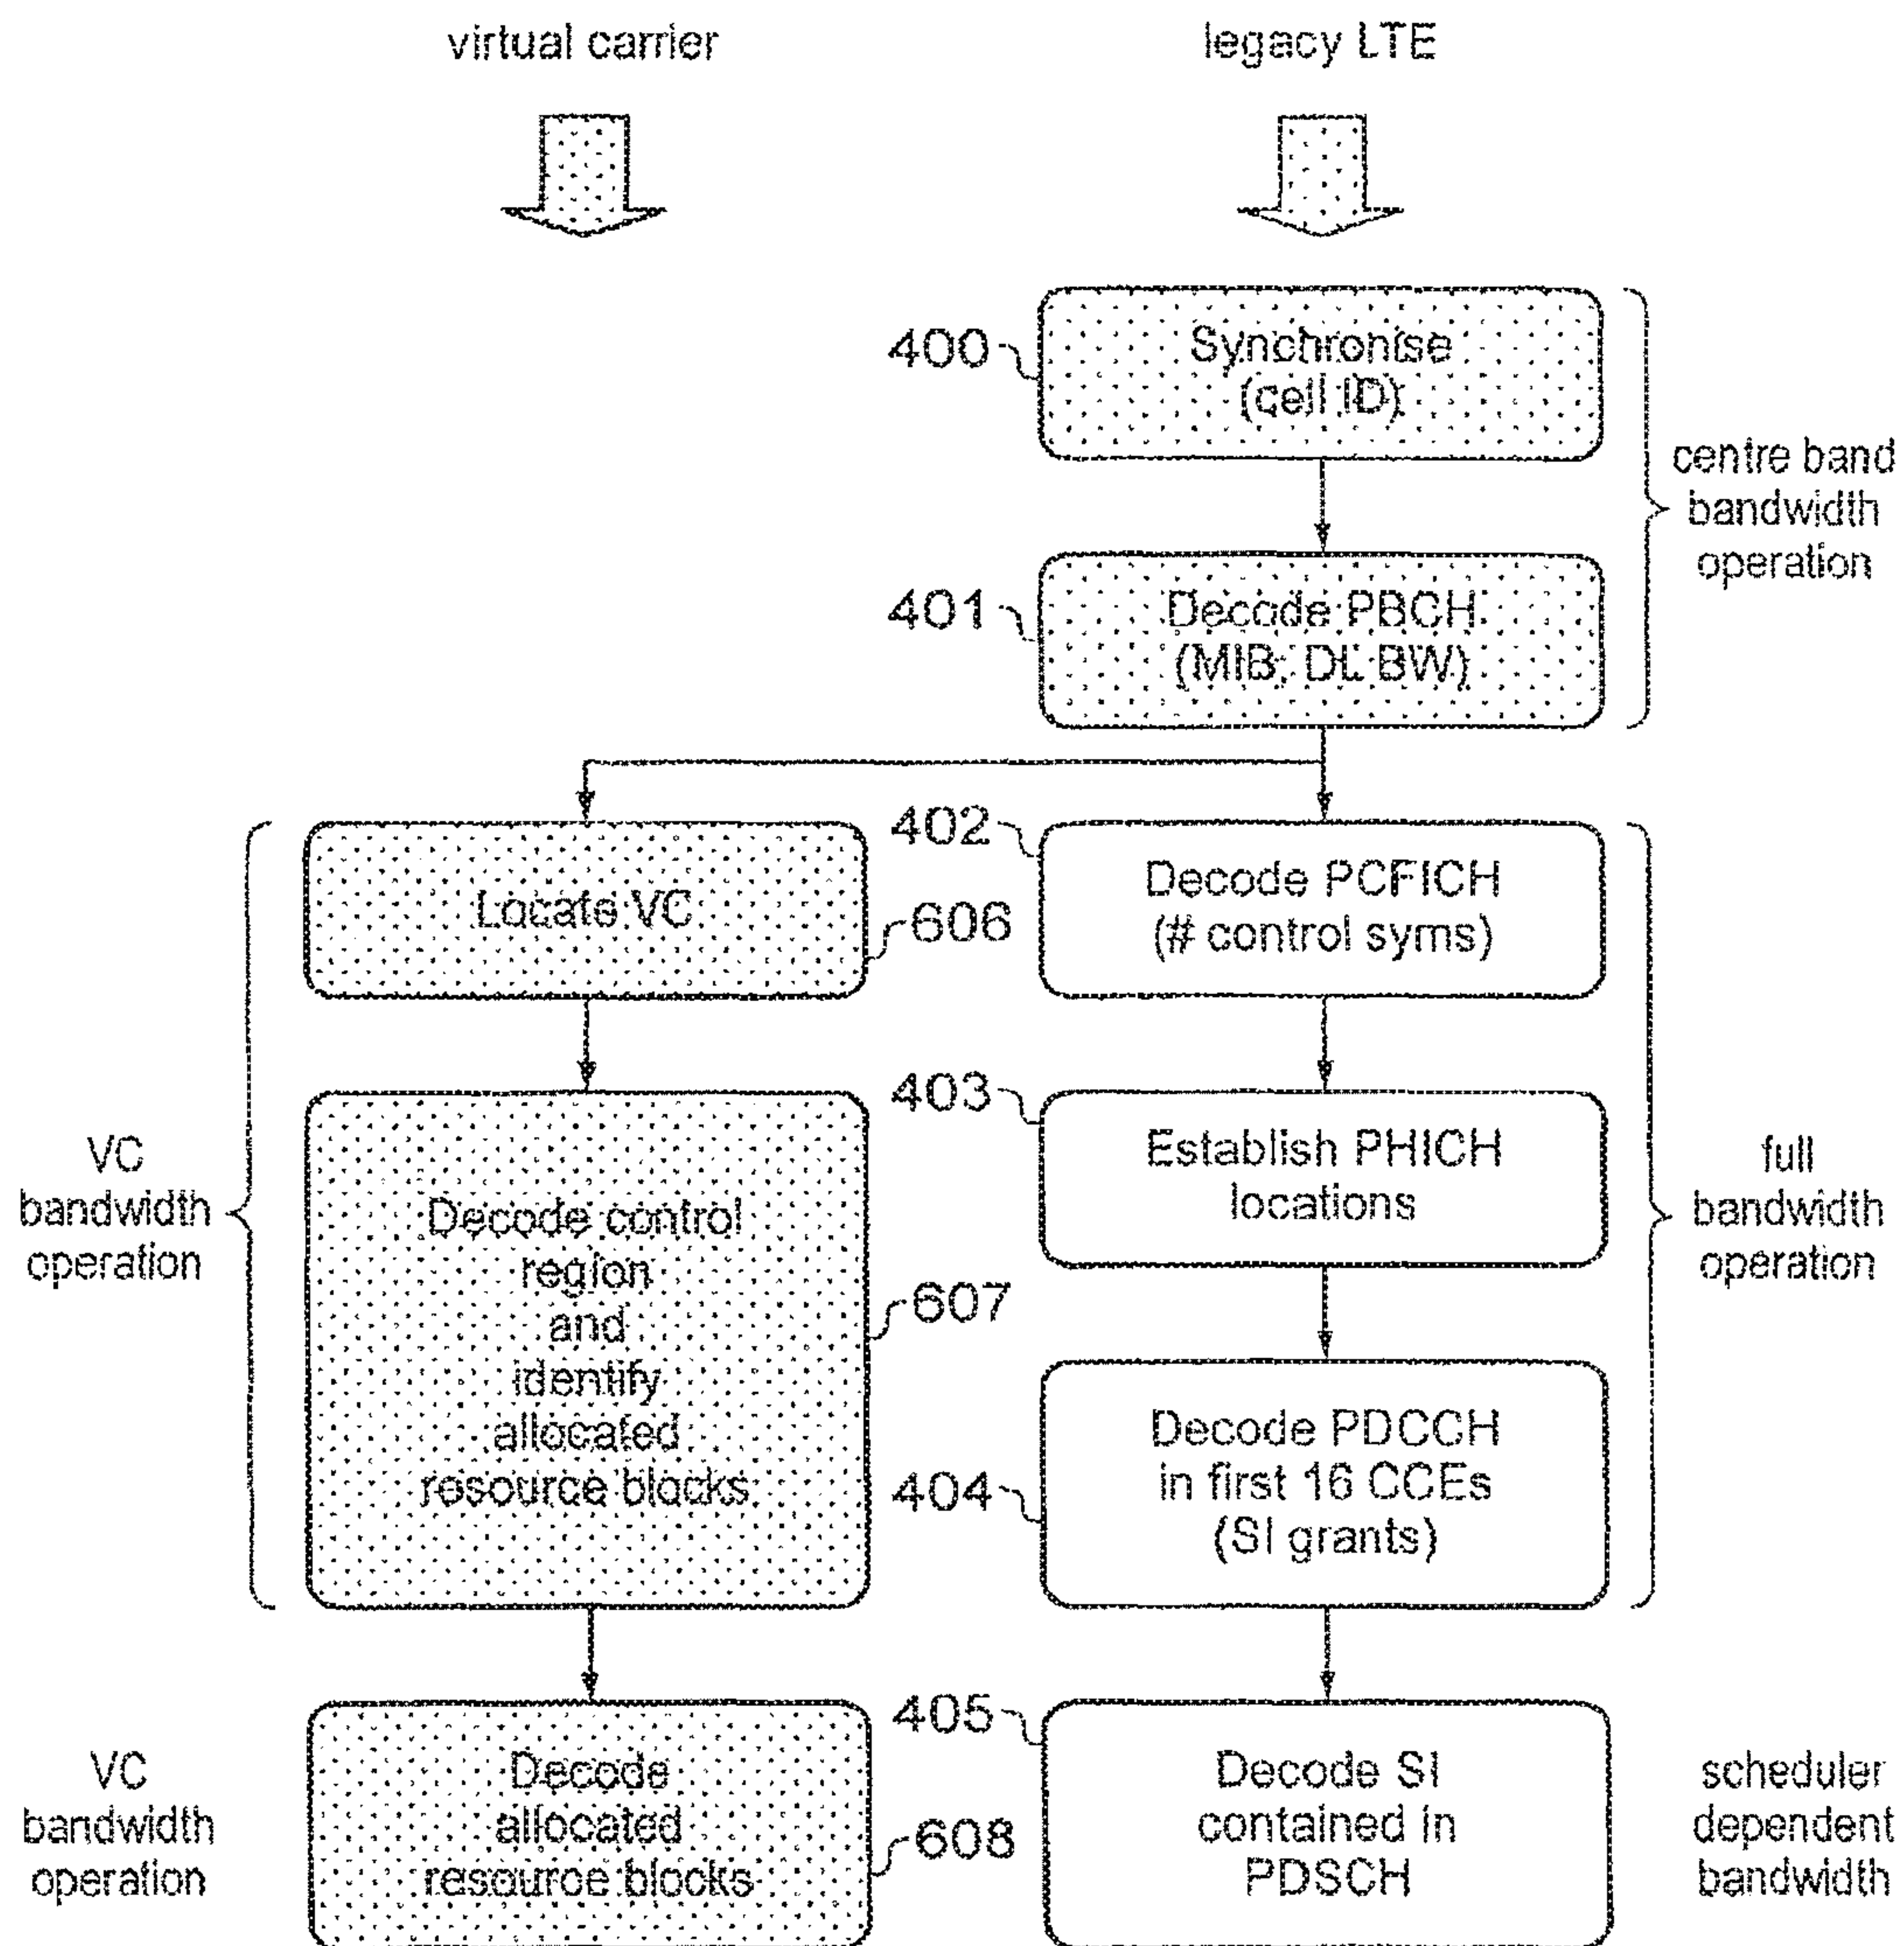 virtual carrier
legacy LTE
400
Synchronise
(cell ID)
centre band
bandwidth
operation
401
Decode PBCH
(MIB, DL BW)
402
Decode PCFICH
(# control syms)
Locate VC
606
403
Establish PHICH
locations
VC
bandwidth
operation
Decode control
region
and
identify
allocated
resource blocks
607
full
bandwidth
operation
404
Decode PDCCH
in first 16 CCEs
(SI grants)
405
VC
bandwidth
operation
Decode
allocated
resource blocks
608
Decode SI
contained in
PDSCH
scheduler
dependent
bandwidth